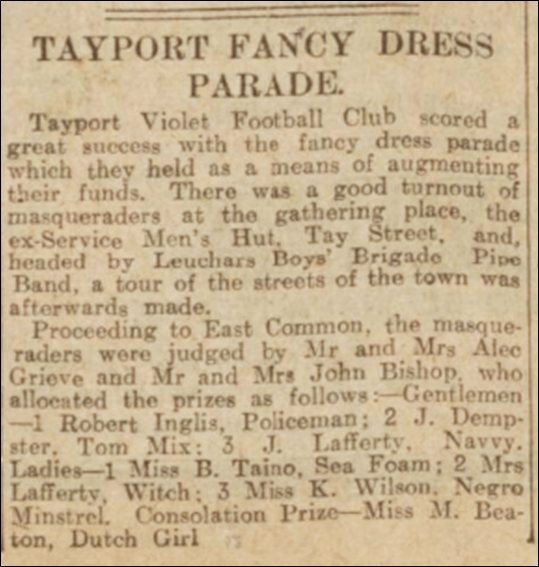 TAYPORT FANCY DRESS
PARADE.
Tayport Violet Football Club scored a
great success with the fancy dress parade
which they held as a means of augmenting
their funds. There was a good turnout of
masqueraders at the gathering place, the
ex-Service Men's Hut, Tay Street, and,
headed by Leuchars Boys' Brigade Pipe
Band, a tour of the streets of the town was
afterwards made.
Proceeding to East Common, the masque-
raders were judged by Mr and Mrs Alec
Grieve and Mr and Mrs John Bishop, who
allocated the prizes as follows:—Gentlemen
—1 Robert Inglis, Policeman; 2 J. Demp-
ster, Tom Mix; 3 J. Lafferty, Navvy.
Ladies—1 Miss B. Taino, Sea Foam; 2 Mrs
Lafferty, Witch; 3 Miss K. Wilson, Negro
Minstrel. Consolation Prize—Miss M. Bea-
ton, Dutch Girl